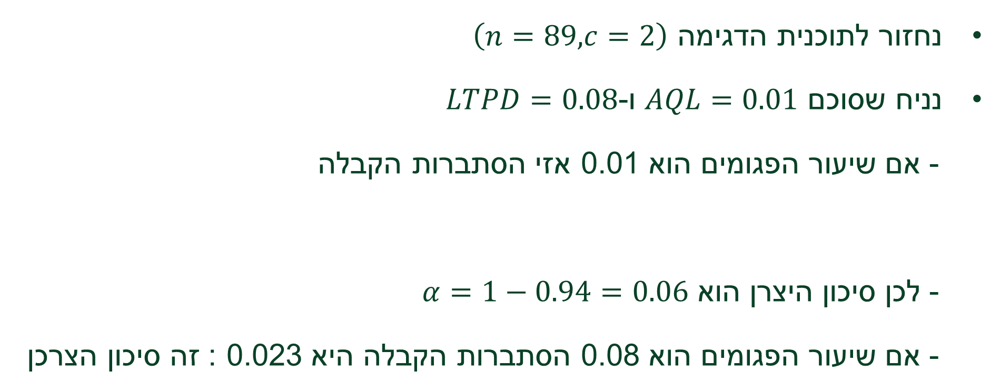 • נחזור לתוכנית הדגימה (n = 89,c = 2)
• נניח שסוכם AQL = 0.01 ו-LTPD = 0.08
- אם שיעור הפגומים הוא 0.01 אזי הסתברות הקבלה
- לכן סיכון היצרן הוא α = 1 − 0.94 = 0.06
- אם שיעור הפגומים הוא 0.08 הסתברות הקבלה היא 0.023 : זה סיכון הצרכן